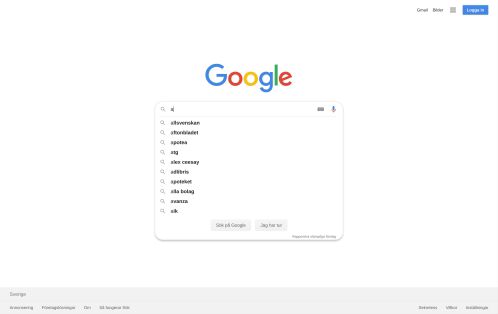 Gmail Bilder Logga in
Google
a
allsvenskan
aftonbladet
apotea
atg
alex ceesay
adlibris
apoteket
alla bolag
avanza
aik
Sök på Google Jag har tur
Rapportera olämpliga förslag
Sverige
Annonsering Företagslösningar Om Så fungerar Sök Sekretess Villkor Inställningar